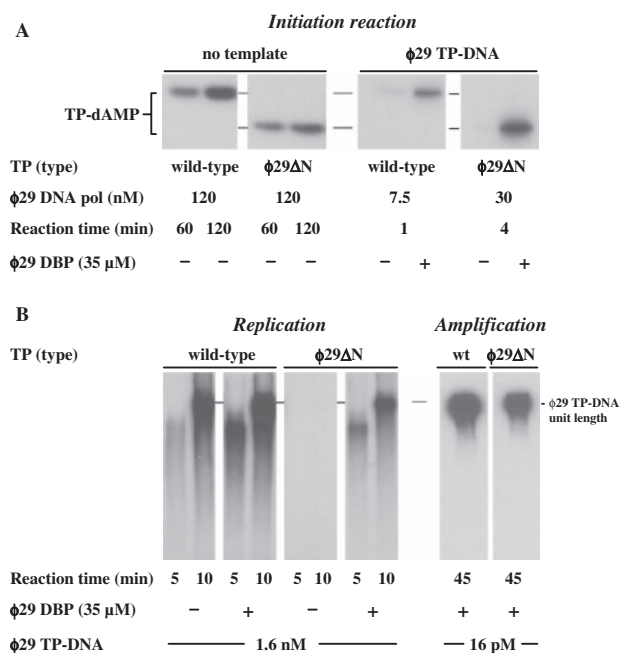 Initiation reaction
A
no template ϕ29 TP-DNA
TP-dAMP
TP (type) wild-type ϕ29ΔN wild-type ϕ29ΔN
ϕ29 DNA pol (nM) 120 120 7.5 30
Reaction time (min) 60 120 60 120 1 4
ϕ29 DBP (35 µM) – – – – – + – +
B
Replication Amplification
TP (type) wild-type ϕ29ΔN wt ϕ29ΔN
- ϕ29 TP-DNA
unit length
Reaction time (min) 5 10 5 10 5 10 5 10 45 45
ϕ29 DBP (35 µM) – + – + + +
ϕ29 TP-DNA 1.6 nM 16 pM